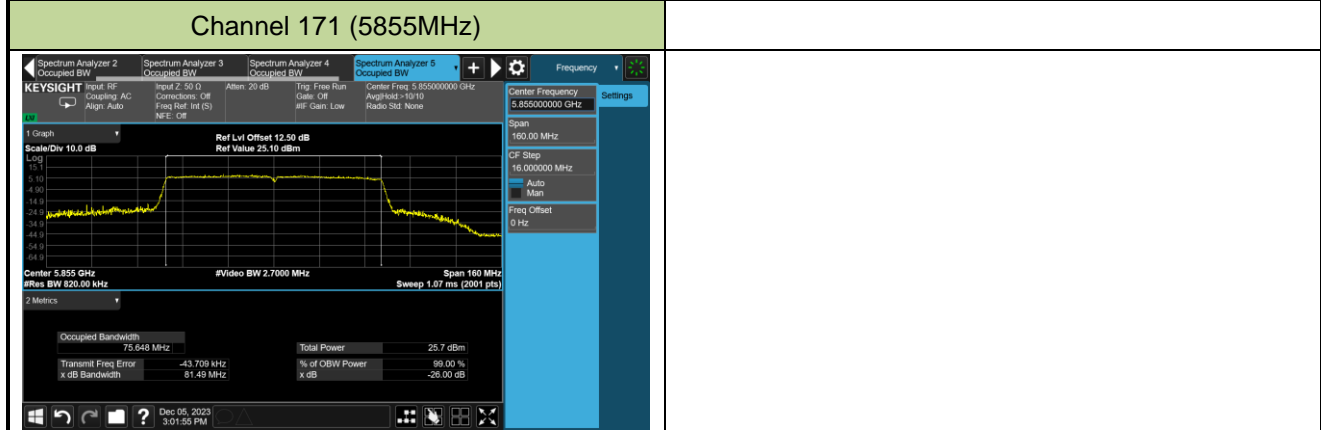 Channel 171 (5855MHz)
Spectrum Analyzer 2
Occupied BW
Spectrum Analyzer 3
Occupied BW
Spectrum Analyzer 4
Occupied BW
Spectrum Analyzer 5
Occupied BW
+
Frequency
KEYSIGHT
Input: RF
Coupling: AC
Align: Auto
Input Z: 50 Ω
Corrections: Off
Freq Ref: Int (S)
NFE: Off
Atten: 20 dB
Trig: Free Run
Gate: Off
#IF Gain: Low
Center Freq: 5.855000000 GHz
Avg|Hold:>10/10
Radio Std: None
Center Frequency
5.855000000 GHz
Settings
Span
160.00 MHz
CF Step
16.000000 MHz
Auto
Man
Freq Offset
0 Hz
1 Graph
Scale/Div 10.0 dB
Ref Lvl Offset 12.50 dB
Ref Value 25.10 dBm
Log
15.1
5.10
-4.90
-14.9
-24.9
-34.9
-44.9
-54.9
-64.9
Center 5.855 GHz
#Video BW 2.7000 MHz
Span 160 MHz
#Res BW 820.00 kHz
Sweep 1.07 ms (2001 pts)
2 Metrics
Occupied Bandwidth
75.648 MHz
Total Power 25.7 dBm
Transmit Freq Error -43.709 kHz
% of OBW Power 99.00 %
x dB Bandwidth 81.49 MHz
x dB -26.00 dB
?
Dec 05, 2023
3:01:55 PM